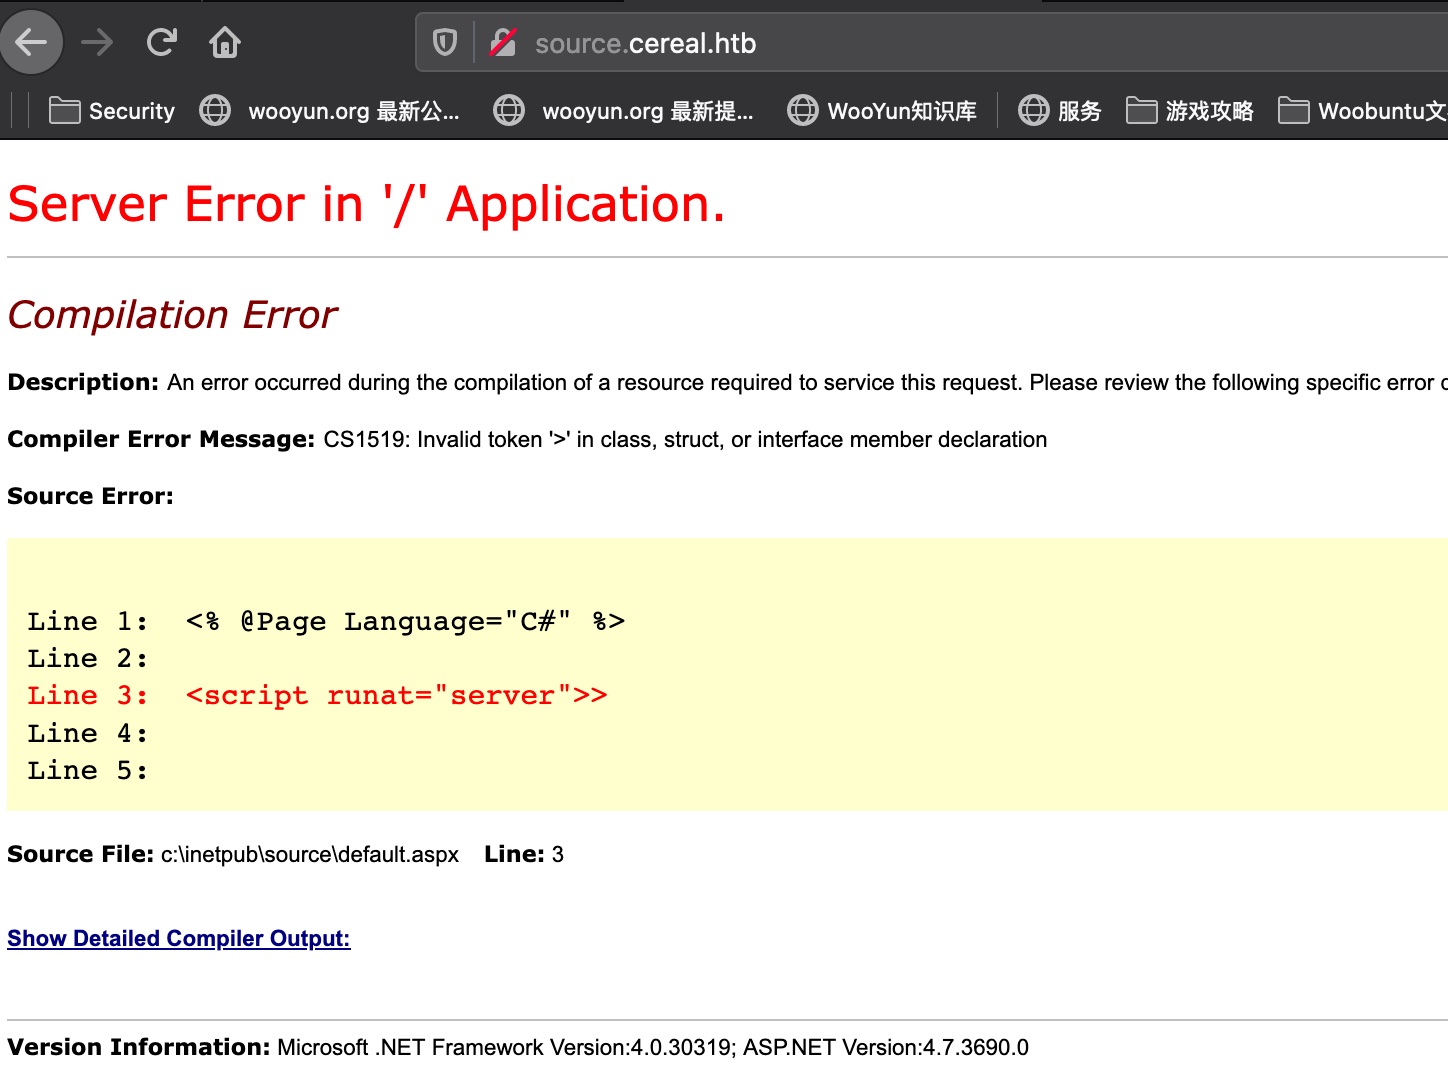 source.cereal.htb
Security wooyun.org 最新公... wooyun.org 最新提... WooYun知识库 服务 游戏攻略 Woobuntu文
Server Error in '/' Application.
Compilation Error
Description: An error occurred during the compilation of a resource required to service this request. Please review the following specific error
Compiler Error Message: CS1519: Invalid token '>' in class, struct, or interface member declaration
Source Error:
Line 1:  <% @Page Language="C#" %>
Line 2:
Line 3:  <script runat="server">>
Line 4:
Line 5:
Source File: c:\inetpub\source\default.aspx    Line: 3
Show Detailed Compiler Output:
Version Information: Microsoft .NET Framework Version:4.0.30319; ASP.NET Version:4.7.3690.0